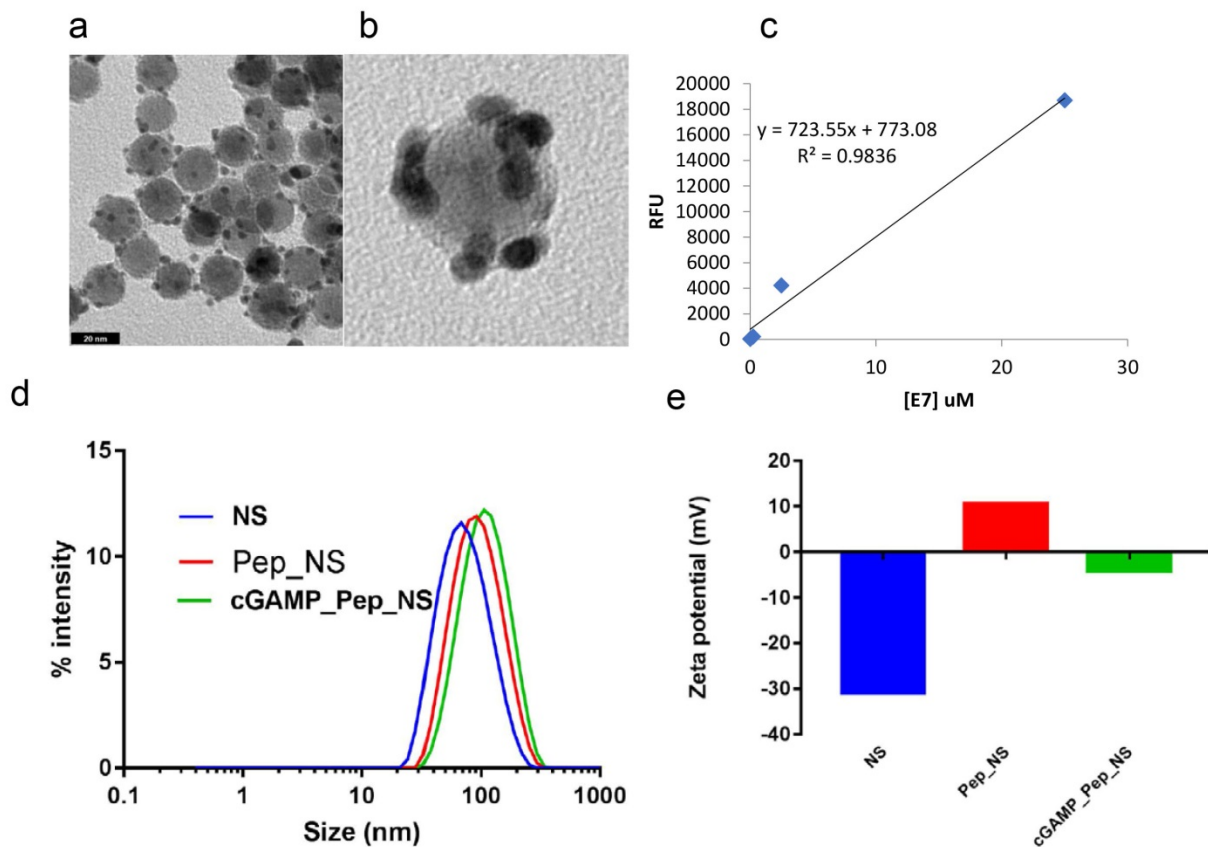 a
b
c
20 nm
20000
18000
16000
14000
12000
10000
8000
6000
4000
2000
0
y = 723.55x + 773.08
R² = 0.9836
RFU
0 10 20 30
[E7] uM
d
15
10
5
0
% intensity
NS
Pep_NS
cGAMP_Pep_NS
0.1 1 10 100 1000
Size (nm)
e
20
10
0
-10
-20
-30
-40
Zeta potential (mV)
NS
Pep_NS
cGAMP_Pep_NS